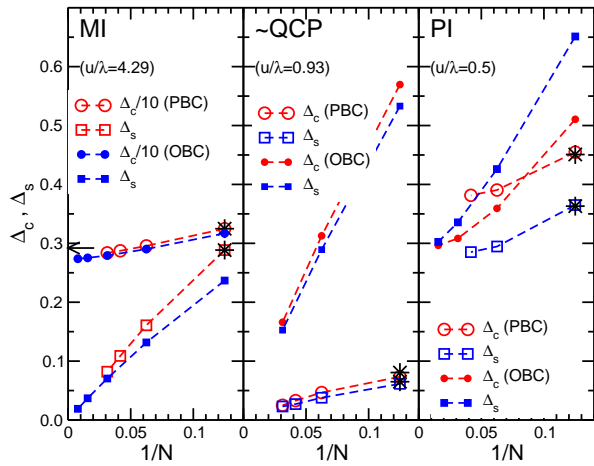 MI
(u/λ=4.29)
Δc/10 (PBC)
Δs
Δc/10 (OBC)
Δs
~QCP
(u/λ=0.93)
Δc (PBC)
Δs
Δc (OBC)
Δs
PI
(u/λ=0.5)
Δc (PBC)
Δs
Δc (OBC)
Δs
Δc , Δs
0.6
0.5
0.4
0.3
0.2
0.1
0.0
0 0.05 0.1
0 0.05 0.1
0 0.05 0.1
1/N
1/N
1/N